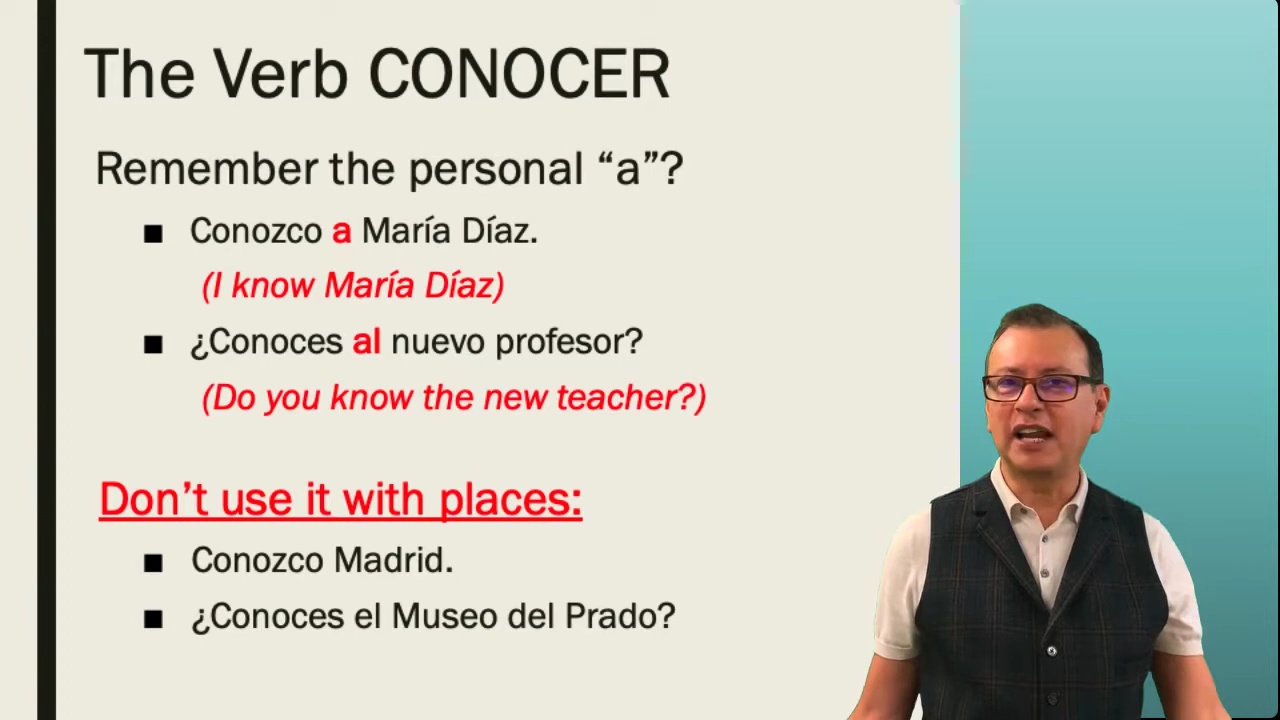 The Verb CONOCER
Remember the personal “a”?
■ Conozco a María Díaz.
(I know María Díaz)
■ ¿Conoces al nuevo profesor?
(Do you know the new teacher?)
Don’t use it with places:
■ Conozco Madrid.
■ ¿Conoces el Museo del Prado?